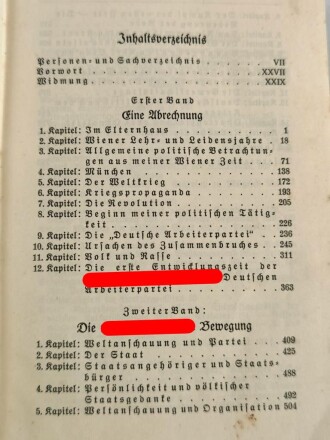 Inhaltsverzeichnis
Personen- und Sachverzeichnis . . . . . . VII
Vorwort . . . . . . . . . . . . . XXVII
Widmung . . . . . . . . . . . . . XXIX
Erster Band
Eine Abrechnung
1. Kapitel: Im Elternhaus . . . . . . . . 1
2. Kapitel: Wiener Lehr- und Leidensjahre . 18
3. Kapitel: Allgemeine politische Betrachtun-
gen aus meiner Wiener Zeit . . 71
4. Kapitel: München . . . . . . . . . 138
5. Kapitel: Der Weltkrieg . . . . . . . 172
6. Kapitel: Kriegspropaganda . . . . . . 193
7. Kapitel: Die Revolution . . . . . . . 205
8. Kapitel: Beginn meiner politischen Tätig-
keit . . . . . . . . . . . 226
9. Kapitel: Die „Deutsche Arbeiterpartei“ . . 236
10. Kapitel: Ursachen des Zusammenbruches . 245
11. Kapitel: Volk und Rasse . . . . . . . 311
12. Kapitel: Die erste Entwicklungszeit der
Deutschen
Arbeiterpartei . . . . . . . 363
Zweiter Band:
Die Bewegung
1. Kapitel: Weltanschauung und Partei . . 409
2. Kapitel: Der Staat . . . . . . . . . 425
3. Kapitel: Staatsangehöriger und Staats-
bürger . . . . . . . . . . 488
4. Kapitel: Persönlichkeit und völkischer
Staatsgedanke . . . . . . . 492
5. Kapitel: Weltanschauung und Organisation 504